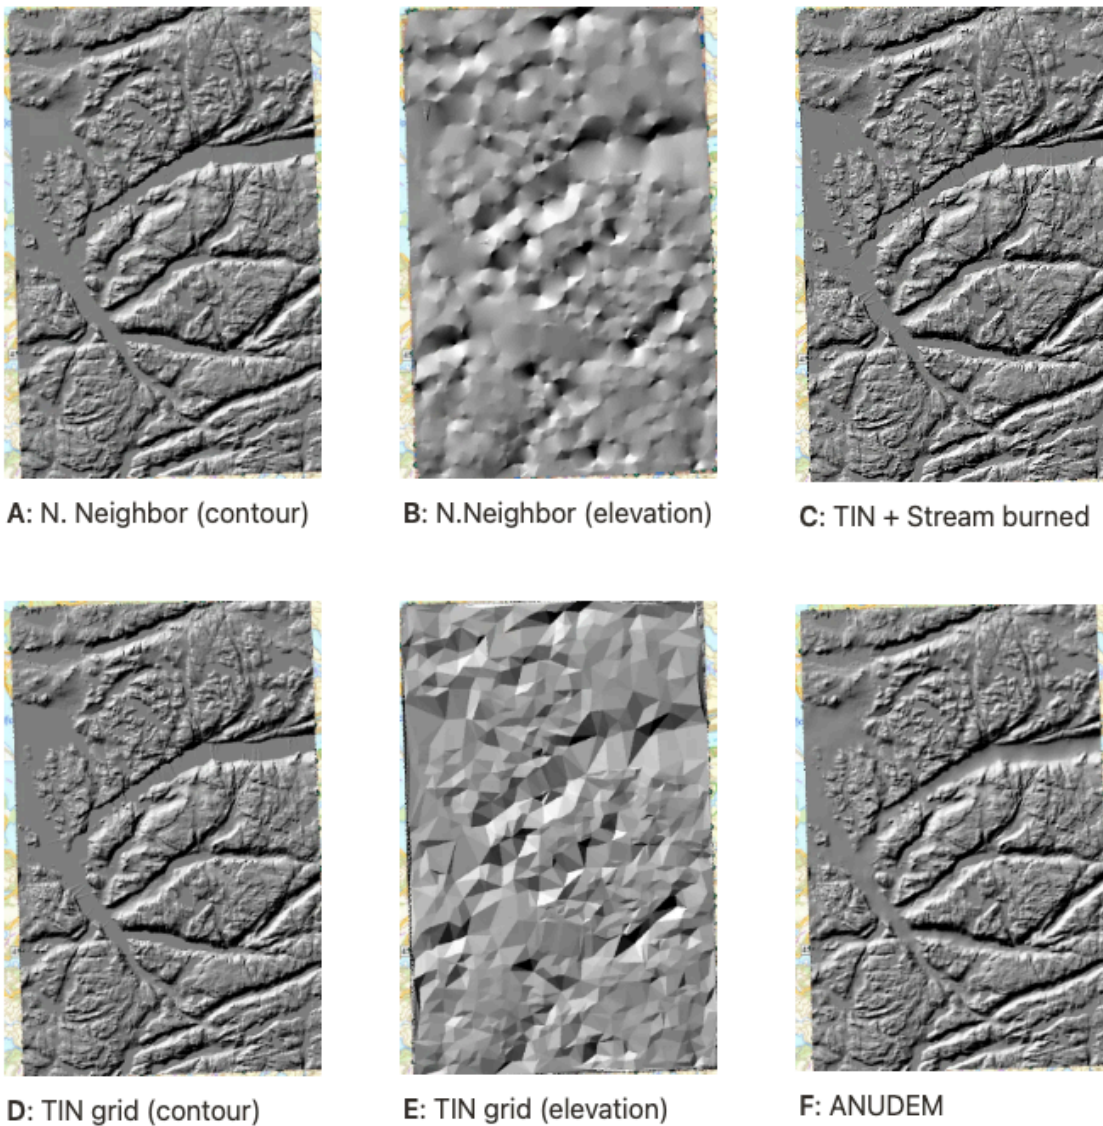 A: N. Neighbor (contour)
B: N.Neighbor (elevation)
C: TIN + Stream burned
D: TIN grid (contour)
E: TIN grid (elevation)
F: ANUDEM